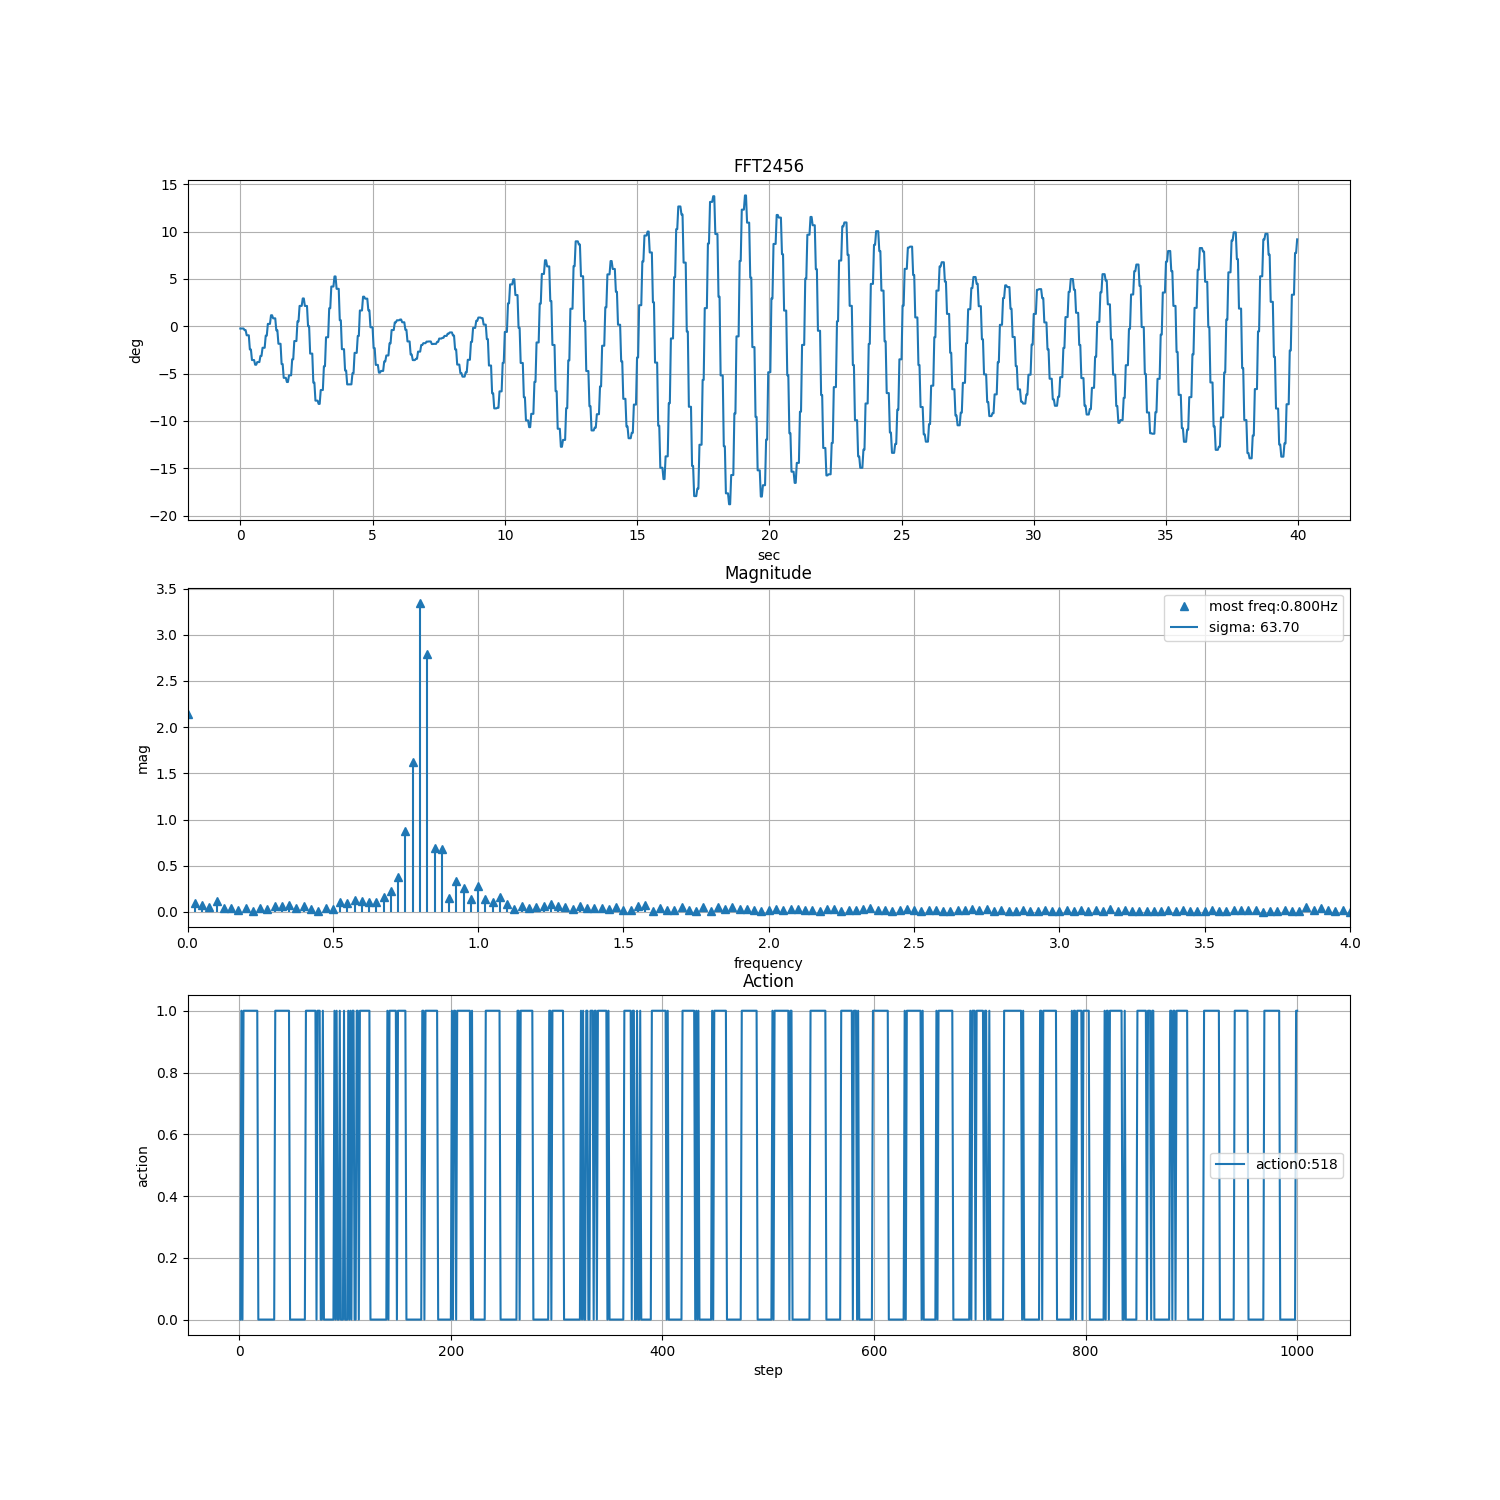 FFT2456
15
10
5
0
−5
−10
−15
−20
deg
0 5 10 15 20 25 30 35 40
sec
Magnitude
3.5
3.0
2.5
2.0
1.5
1.0
0.5
0.0
mag
most freq:0.800Hz
sigma: 63.70
0.0 0.5 1.0 1.5 2.0 2.5 3.0 3.5 4.0
frequency
Action
1.0
0.8
0.6
0.4
0.2
0.0
action
action0:518
0 200 400 600 800 1000
step